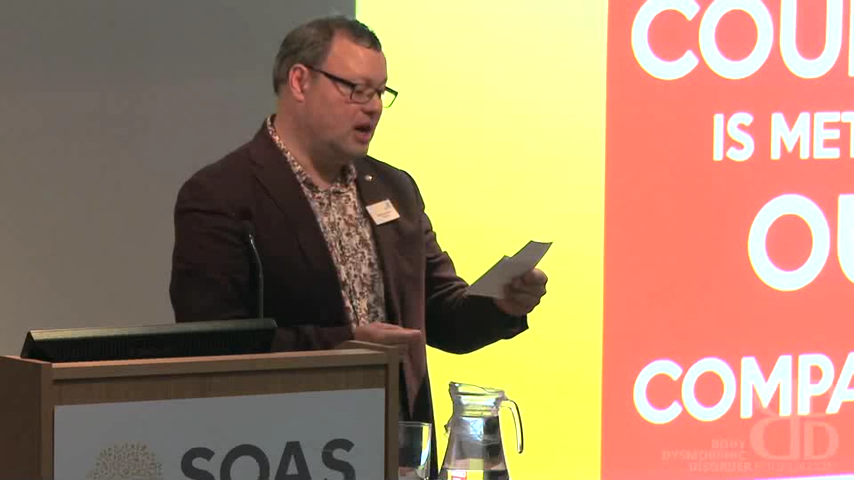 COU
IS MET
OU
COMPA
BODY
DYSMORPHIC
DISORDER
SOAS